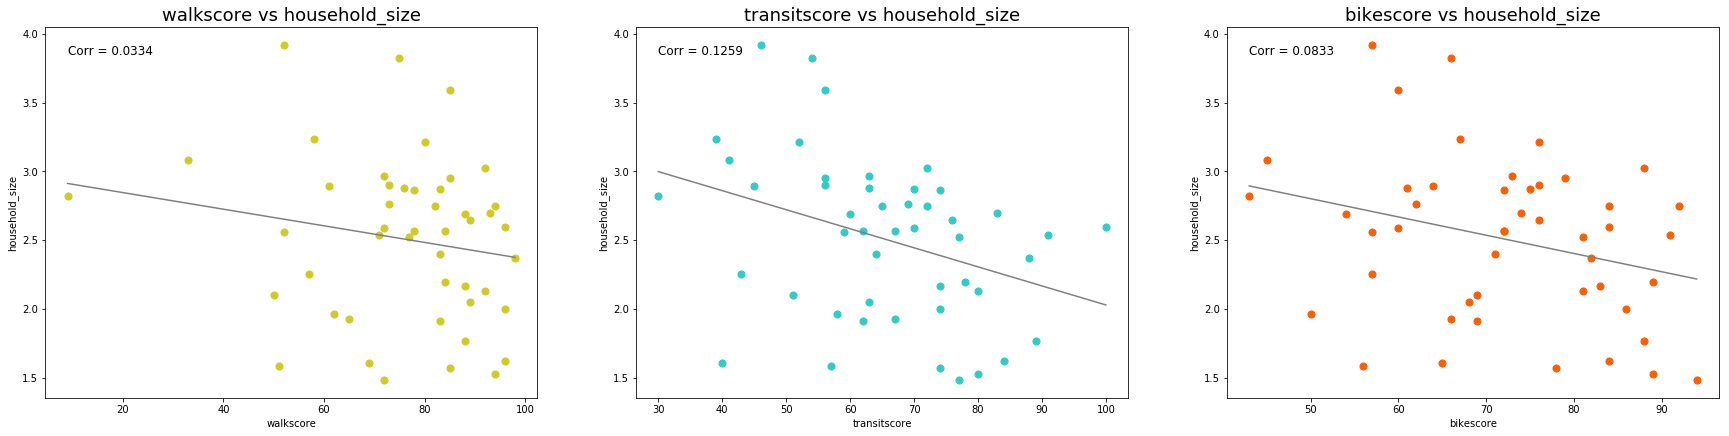 walkscore vs household_size
Corr = 0.0334
4.0
3.5
3.0
2.5
2.0
1.5
household_size
20 40 60 80 100
walkscore
transitscore vs household_size
Corr = 0.1259
4.0
3.5
3.0
2.5
2.0
1.5
household_size
30 40 50 60 70 80 90 100
transitscore
bikescore vs household_size
Corr = 0.0833
4.0
3.5
3.0
2.5
2.0
1.5
household_size
50 60 70 80 90
bikescore